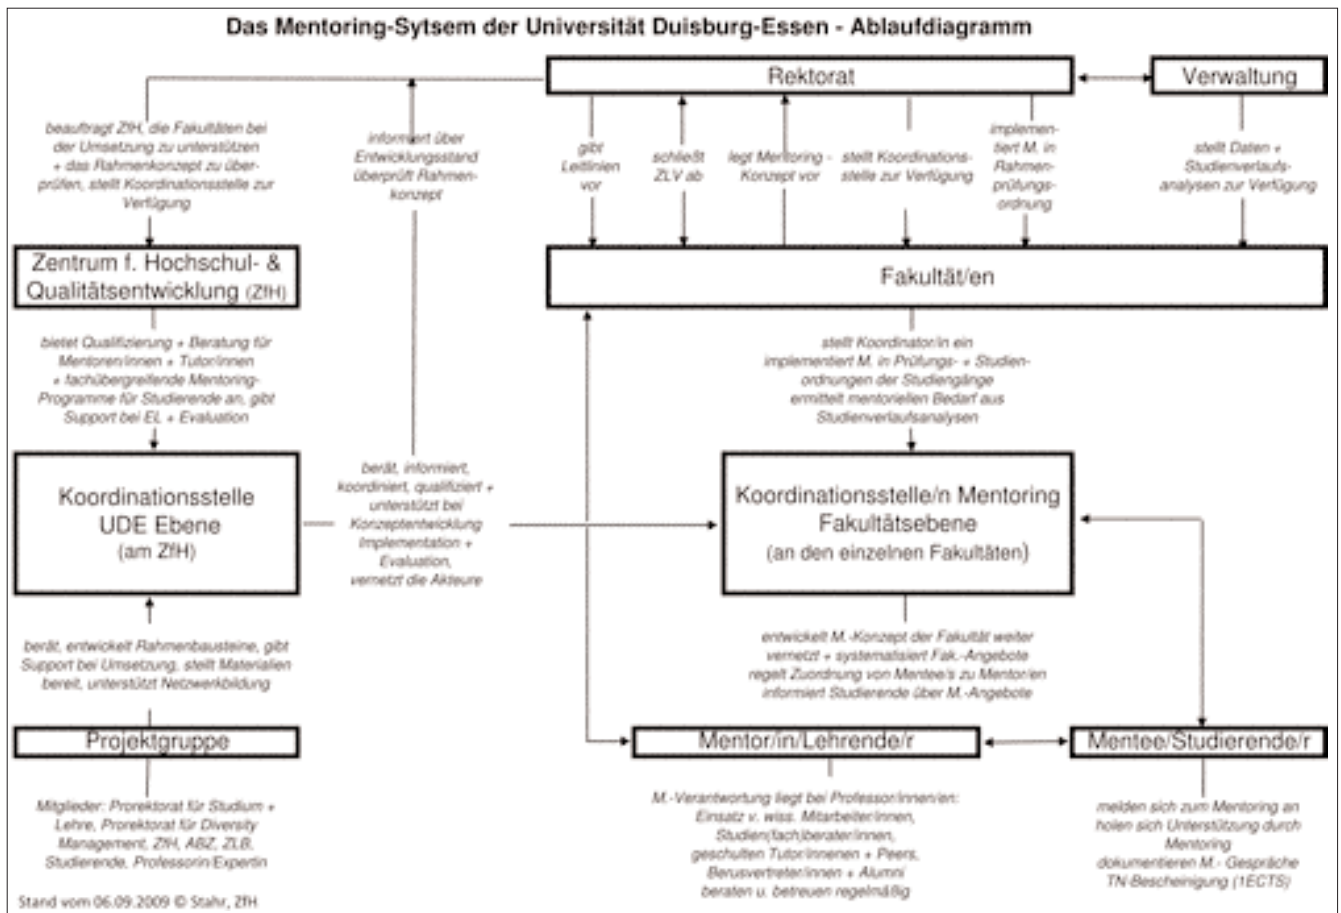 Das Mentoring-Sytsem der Universität Duisburg-Essen - Ablaufdiagramm
Rektorat
Verwaltung
beauftragt ZfH, die Fakultäten bei
der Umsetzung zu unterstützen
+ das Rahmenkonzept zu über-
prüfen, stellt Koordinationsstelle zur
Verfügung
informiert über
Entwicklungsstand
überprüft Rahmen-
konzept
gibt
Leitlinien
vor
schließt
ZLV ab
legt Mentoring -
Konzept vor
stellt Koordinations-
stelle zur Verfügung
implemen-
tiert M. in
Rahmen-
prüfungs-
ordnung
stellt Daten +
Studienverlaufs-
analysen zur Verfügung
Zentrum f. Hochschul- &
Qualitätsentwicklung (ZfH)
Fakultät/en
bietet Qualifizierung + Beratung für
Mentoren/innen + Tutor/innen
+ fachübergreifende Mentoring-
Programme für Studierende an, gibt
Support bei EL + Evaluation
stellt Koordinator/in ein
implementiert M. in Prüfungs- + Studien-
ordnungen der Studiengänge
ermittelt mentoriellen Bedarf aus
Studienverlaufsanalysen
Koordinationsstelle
UDE Ebene
(am ZfH)
berät, informiert,
koordiniert, qualifiziert +
unterstützt bei
Konzeptentwicklung
Implementation +
Evaluation,
vernetzt die Akteure
Koordinationsstelle/n Mentoring
Fakultätsebene
(an den einzelnen Fakultäten)
berät, entwickelt Rahmenbausteine, gibt
Support bei Umsetzung, stellt Materialien
bereit, unterstützt Netzwerkbildung
entwickelt M.-Konzept der Fakultät weiter
vernetzt + systematisiert Fak.-Angebote
regelt Zuordnung von Mentee/s zu Mentor/en
informiert Studierende über M.-Angebote
Projektgruppe
Mentor/in/Lehrende/r
Mentee/Studierende/r
Mitglieder: Prorektorat für Studium +
Lehre, Prorektorat für Diversity
Management, ZfH, ABZ, ZLB,
Studierende, Professorin/Expertin
M.-Verantwortung liegt bei Professor/innen/en:
Einsatz v. wiss. Mitarbeiter/innen,
Studien(fach)berater/innen,
geschulten Tutor/innenen + Peers,
Berusvertreter/innen + Alumni
beraten u. betreuen regelmäßig
melden sich zum Mentoring an
holen sich Unterstützung durch
Mentoring
dokumentieren M.- Gespräche
TN-Bescheinigung (1ECTS)
Stand vom 06.09.2009 © Stahr, ZfH